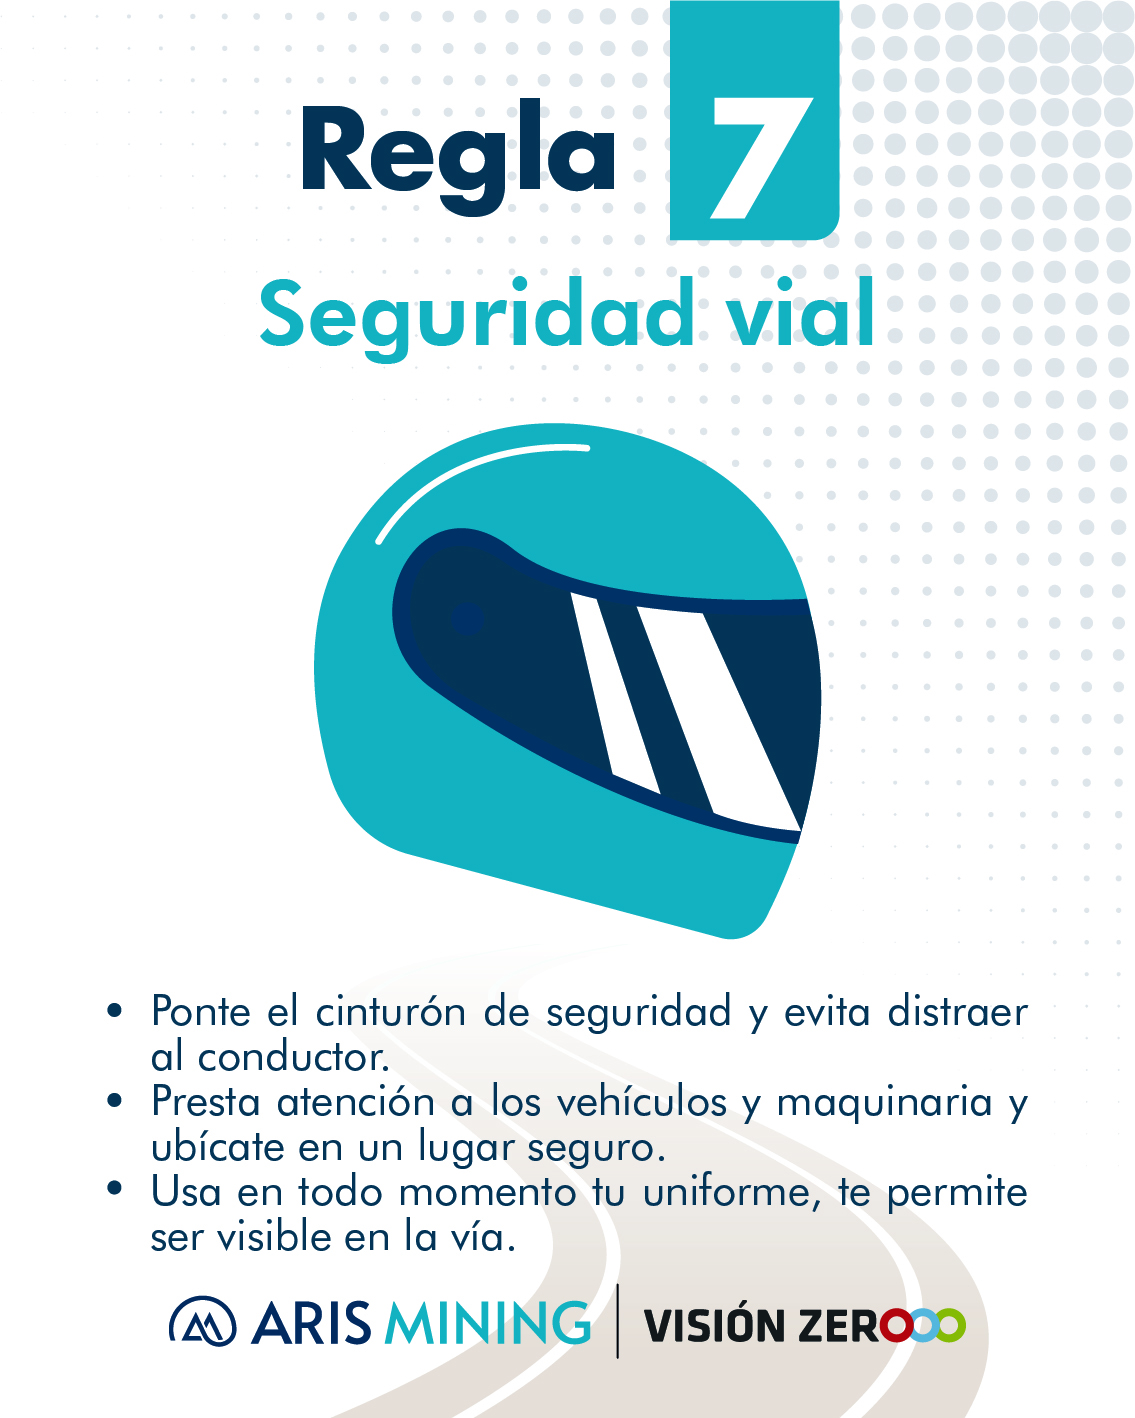 Regla 7
Seguridad vial
• Ponte el cinturón de seguridad y evita distraer
al conductor.
• Presta atención a los vehículos y maquinaria y
ubícate en un lugar seguro.
• Usa en todo momento tu uniforme, te permite
ser visible en la vía.
ARIS MINING | VISIÓN ZEROOO